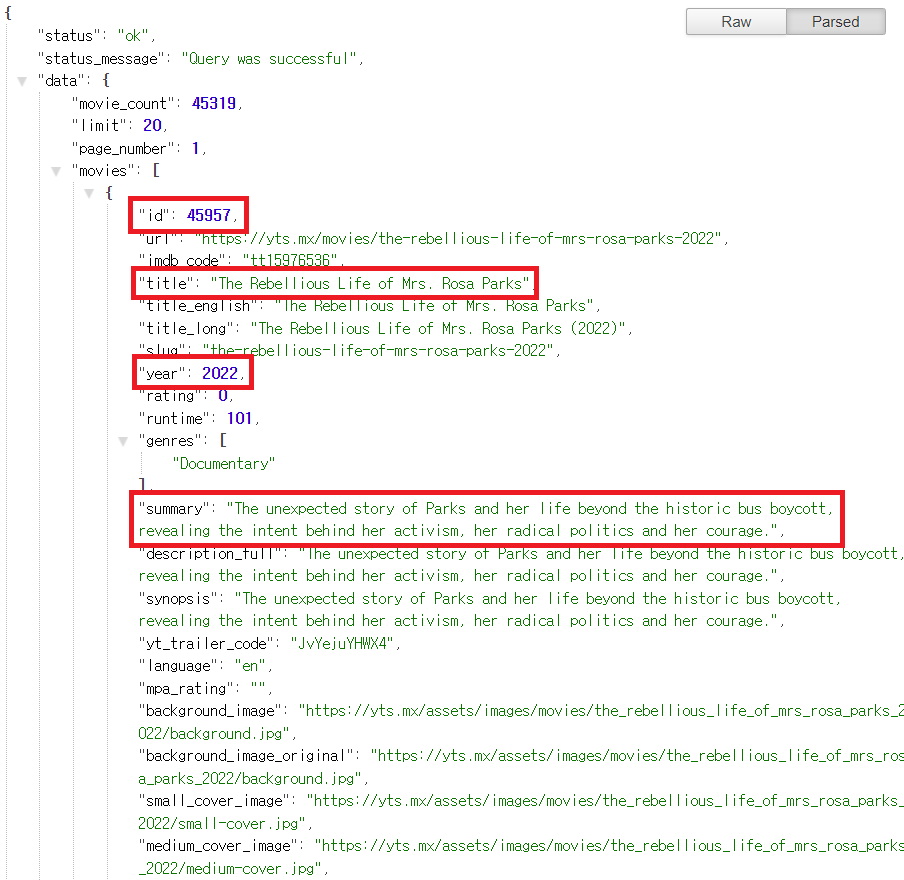 {
Raw Parsed
"status": "ok",
"status_message": "Query was successful",
"data": {
"movie_count": 45319,
"limit": 20,
"page_number": 1,
"movies": [
{
"id": 45957,
"url": "https://yts.mx/movies/the-rebellious-life-of-mrs-rosa-parks-2022",
"imdb_code": "tt15976536",
"title": "The Rebellious Life of Mrs. Rosa Parks",
"title_english": "The Rebellious Life of Mrs. Rosa Parks",
"title_long": "The Rebellious Life of Mrs. Rosa Parks (2022)",
"slug": "the-rebellious-life-of-mrs-rosa-parks-2022",
"year": 2022,
"rating": 0,
"runtime": 101,
"genres": [
"Documentary"
],
"summary": "The unexpected story of Parks and her life beyond the historic bus boycott,
revealing the intent behind her activism, her radical politics and her courage.",
"description_full": "The unexpected story of Parks and her life beyond the historic bus boycott,
revealing the intent behind her activism, her radical politics and her courage.",
"synopsis": "The unexpected story of Parks and her life beyond the historic bus boycott,
revealing the intent behind her activism, her radical politics and her courage.",
"yt_trailer_code": "JvYejuYHWX4",
"language": "en",
"mpa_rating": "",
"background_image": "https://yts.mx/assets/images/movies/the_rebellious_life_of_mrs_rosa_parks_2
022/background.jpg",
"background_image_original": "https://yts.mx/assets/images/movies/the_rebellious_life_of_mrs_ros
a_parks_2022/background.jpg",
"small_cover_image": "https://yts.mx/assets/images/movies/the_rebellious_life_of_mrs_rosa_parks_
2022/small-cover.jpg",
"medium_cover_image": "https://yts.mx/assets/images/movies/the_rebellious_life_of_mrs_rosa_parks
_2022/medium-cover.jpg",